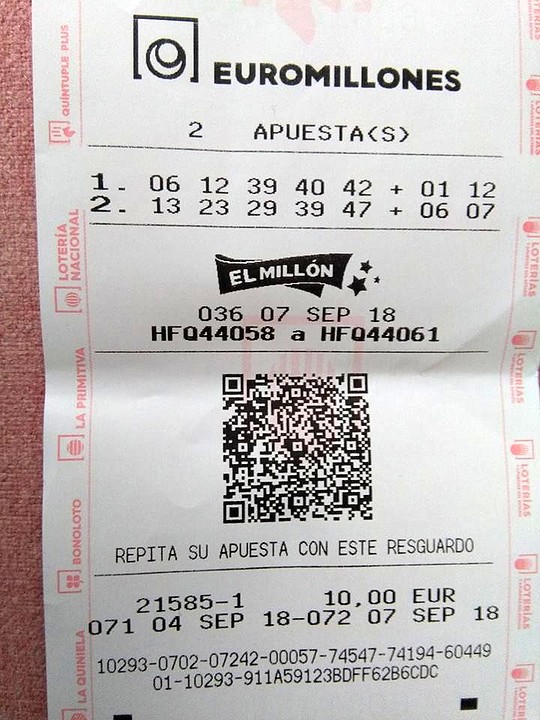 EUROMILLONES
2 APUESTA(S)
1. 06 12 39 40 42 + 01 12
2. 13 23 29 39 47 + 06 07
EL MILLÓN
036 07 SEP 18
HFQ44058 a HFQ44061
REPITA SU APUESTA CON ESTE RESGUARDO
21585-1 10,00 EUR
071 04 SEP 18-072 07 SEP 18
10293-0702-07242-00057-74547-74194-60449
01-10293-911A59123BDFF62B6CDC
QUÍNTUPLE PLUS
LOTERÍA NACIONAL
LA PRIMITIVA
BONOLOTO
LA QUINIELA
LOTERÍAS
LOTERÍAS
LOTERÍAS
LOTERÍAS
LOTERÍAS
LOTERÍAS